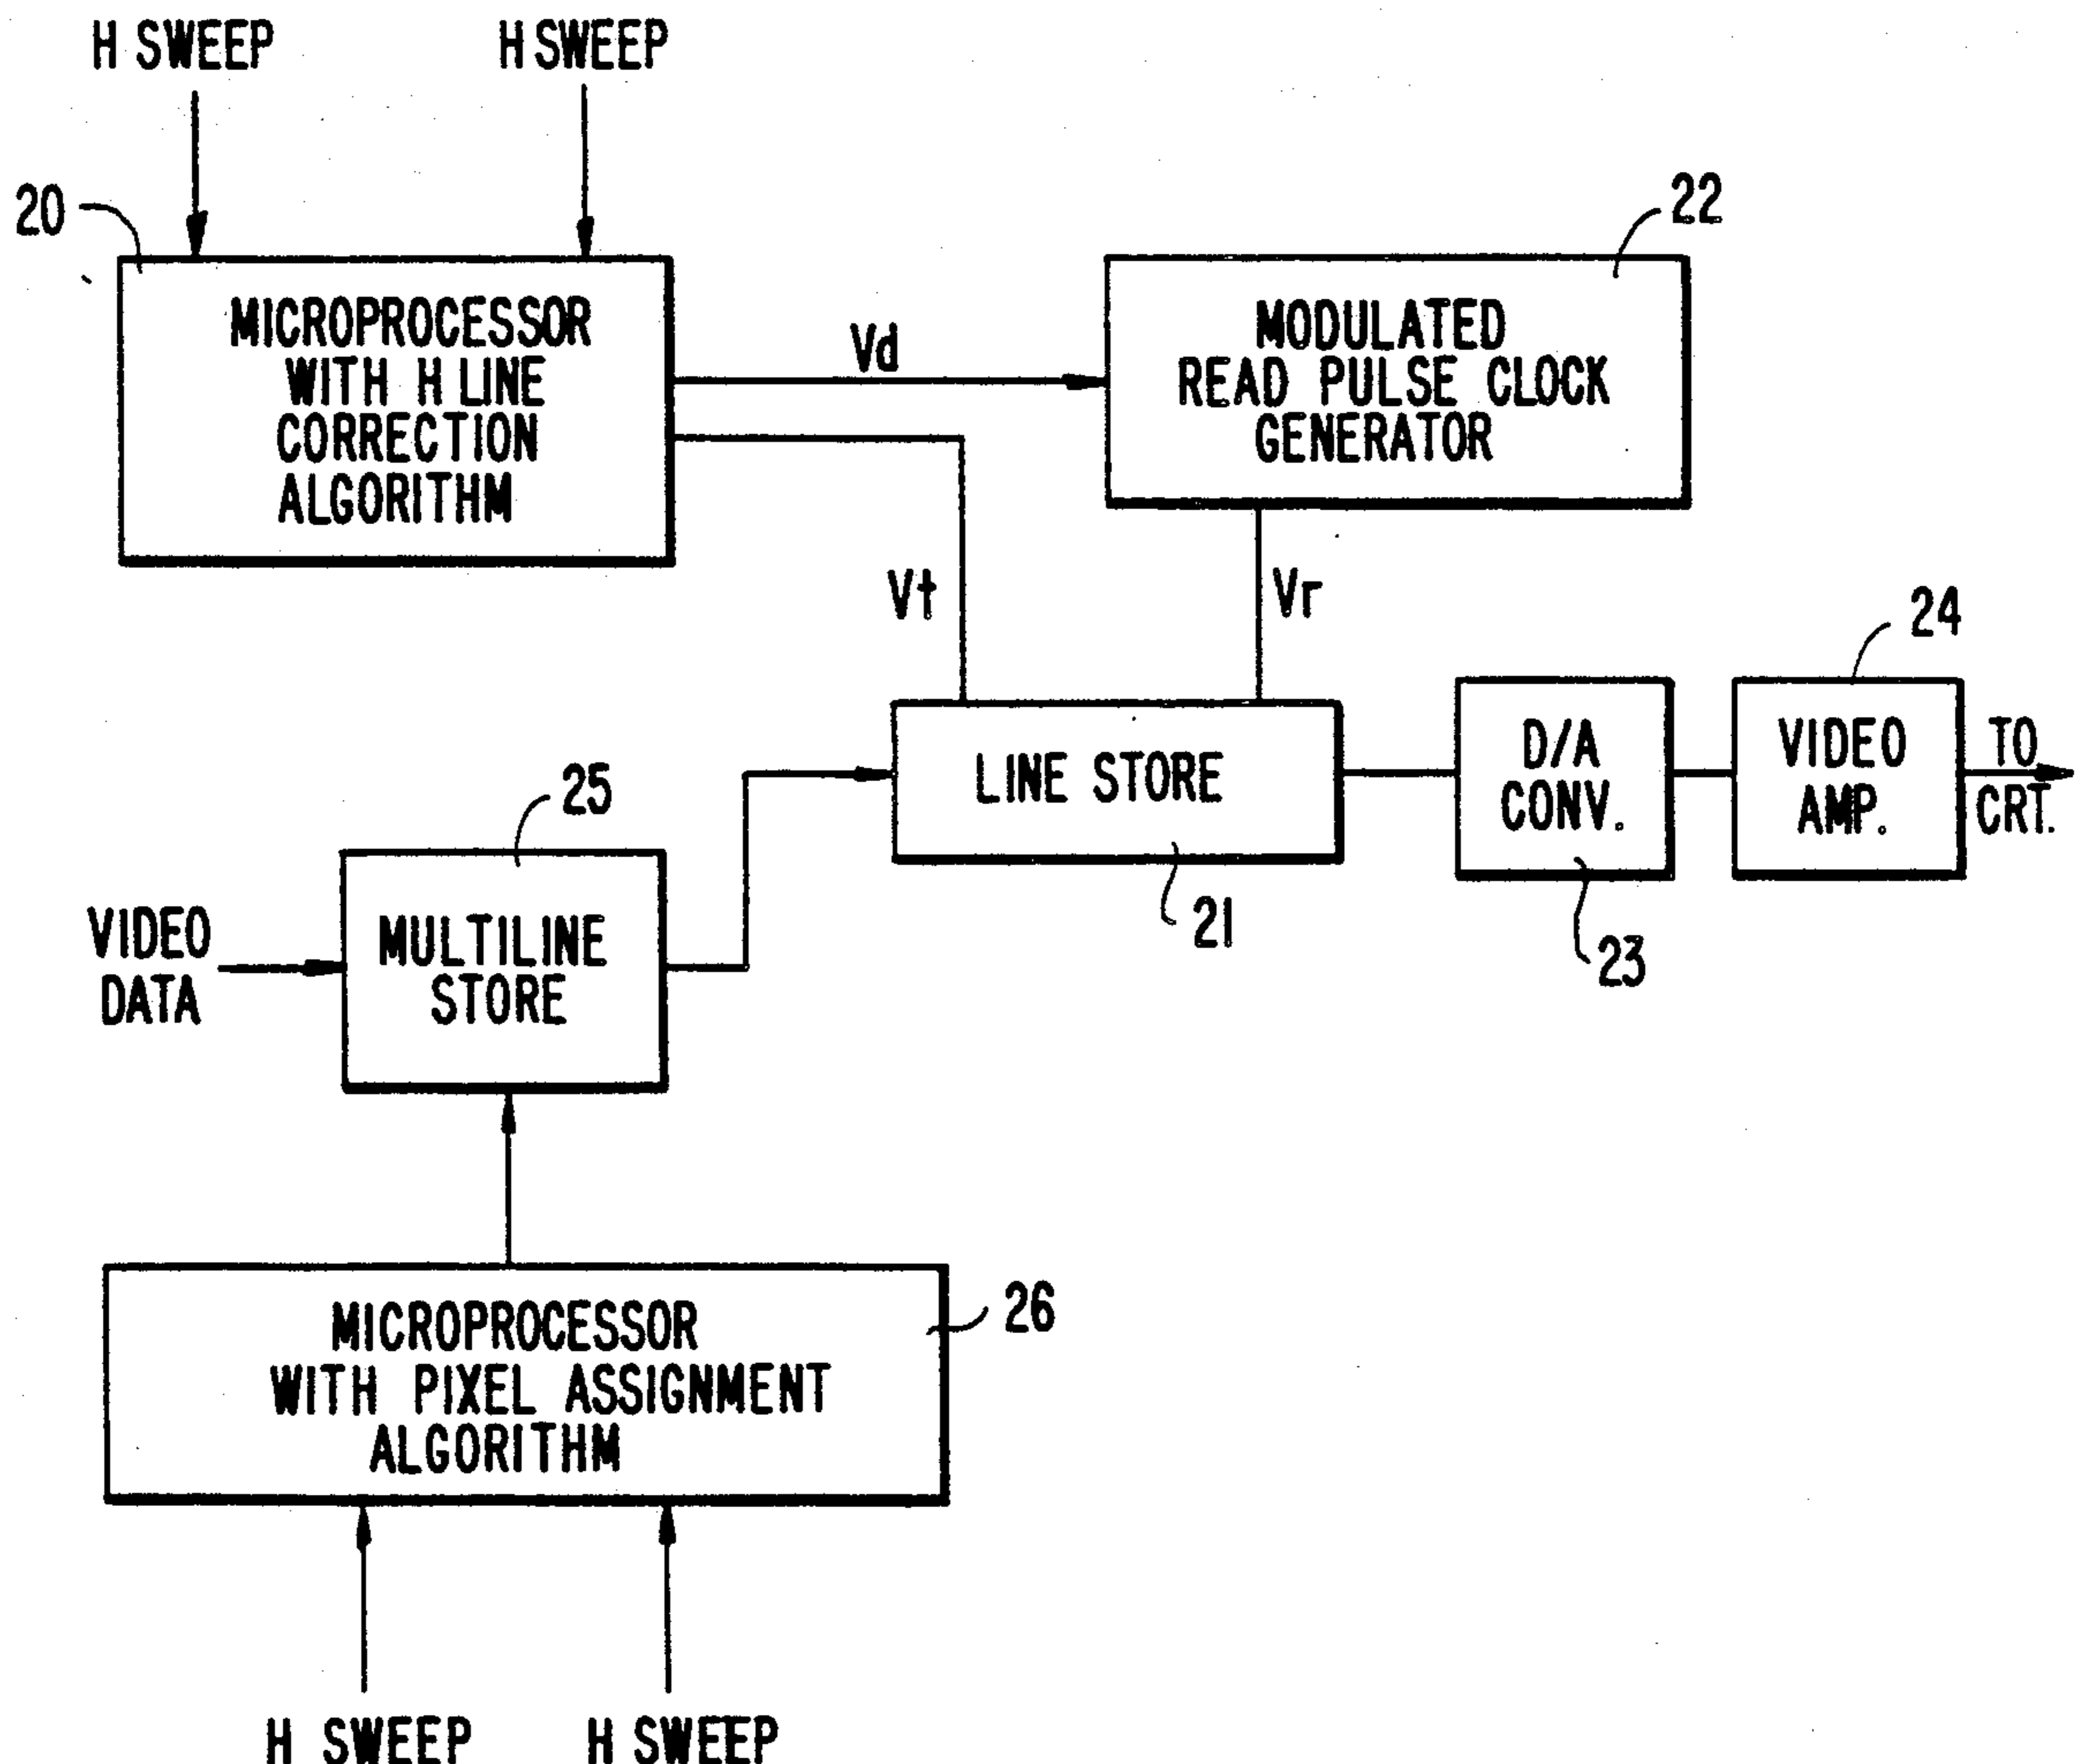 H SWEEP
H SWEEP
20
MICROPROCESSOR
WITH H LINE
CORRECTION
ALGORITHM
Vd
22
MODULATED
READ PULSE CLOCK
GENERATOR
Vt
Vr
24
LINE STORE
21
D/A
CONV.
23
VIDEO
AMP.
TO
CRT.
25
VIDEO
DATA
MULTILINE
STORE
26
MICROPROCESSOR
WITH PIXEL ASSIGNMENT
ALGORITHM
H SWEEP
H SWEEP